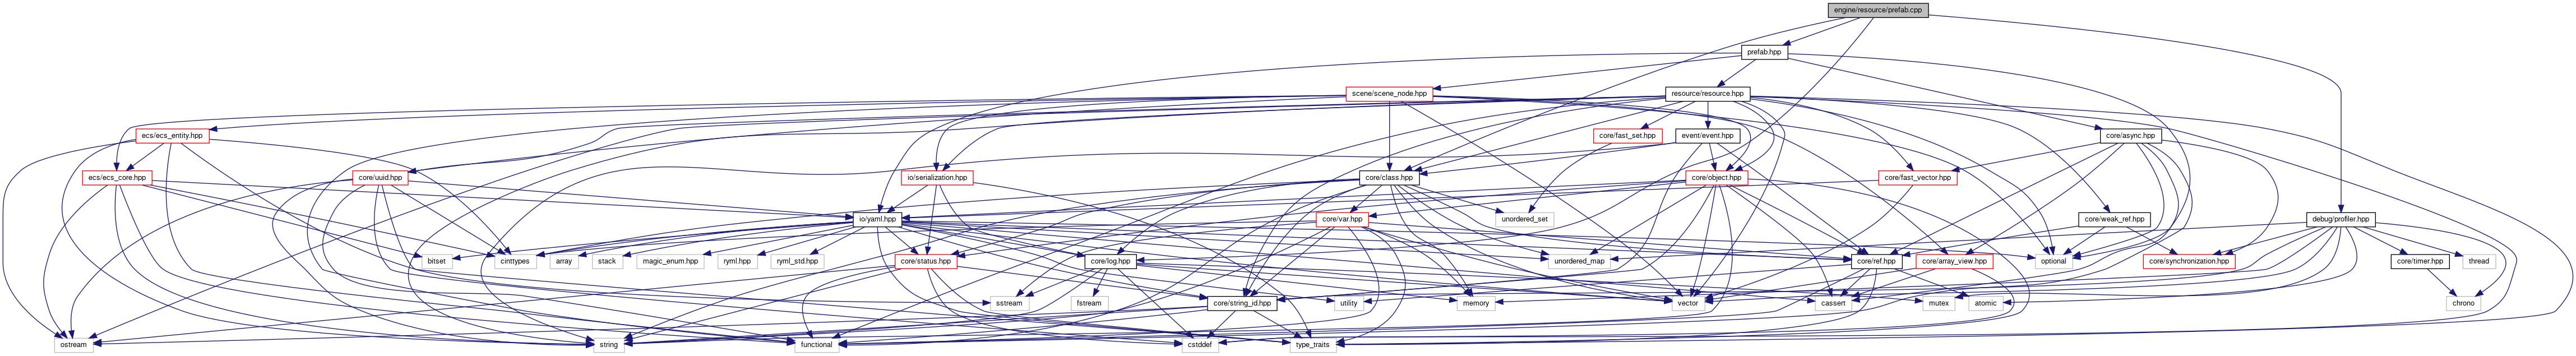 engine/resource/prefab.cpp
prefab.hpp
scene/scene_node.hpp
resource/resource.hpp
ecs/ecs_entity.hpp
core/fast_set.hpp
event/event.hpp
core/async.hpp
ecs/ecs_core.hpp
core/uuid.hpp
io/serialization.hpp
core/class.hpp
core/object.hpp
core/fast_vector.hpp
io/yaml.hpp
core/var.hpp
unordered_set
core/weak_ref.hpp
debug/profiler.hpp
bitset
cinttypes
array
stack
magic_enum.hpp
ryml.hpp
ryml_std.hpp
core/status.hpp
core/log.hpp
unordered_map
core/ref.hpp
core/array_view.hpp
optional
core/synchronization.hpp
core/timer.hpp
thread
sstream
fstream
core/string_id.hpp
utility
memory
vector
cassert
mutex
atomic
chrono
ostream
string
functional
cstddef
type_traits